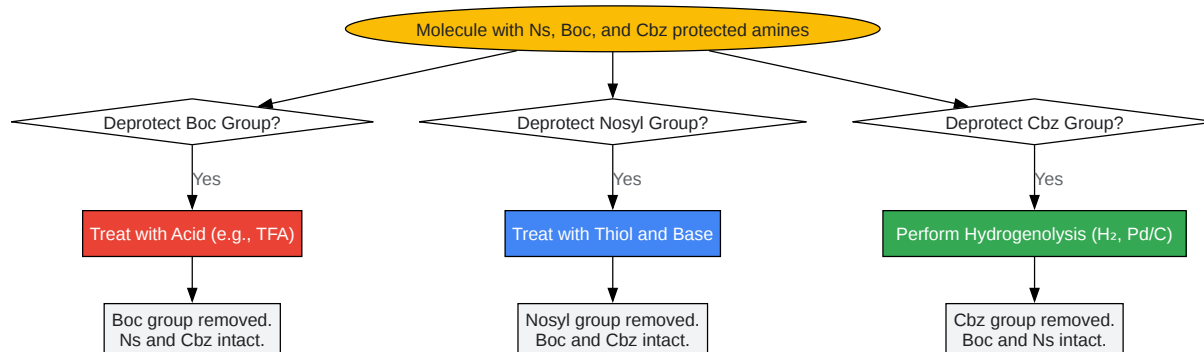 Molecule with Ns, Boc, and Cbz protected amines
Deprotect Boc Group?
Deprotect Nosyl Group?
Deprotect Cbz Group?
Yes
Yes
Yes
Treat with Acid (e.g., TFA)
Treat with Thiol and Base
Perform Hydrogenolysis (H₂, Pd/C)
Boc group removed.
Ns and Cbz intact.
Nosyl group removed.
Boc and Cbz intact.
Cbz group removed.
Boc and Ns intact.